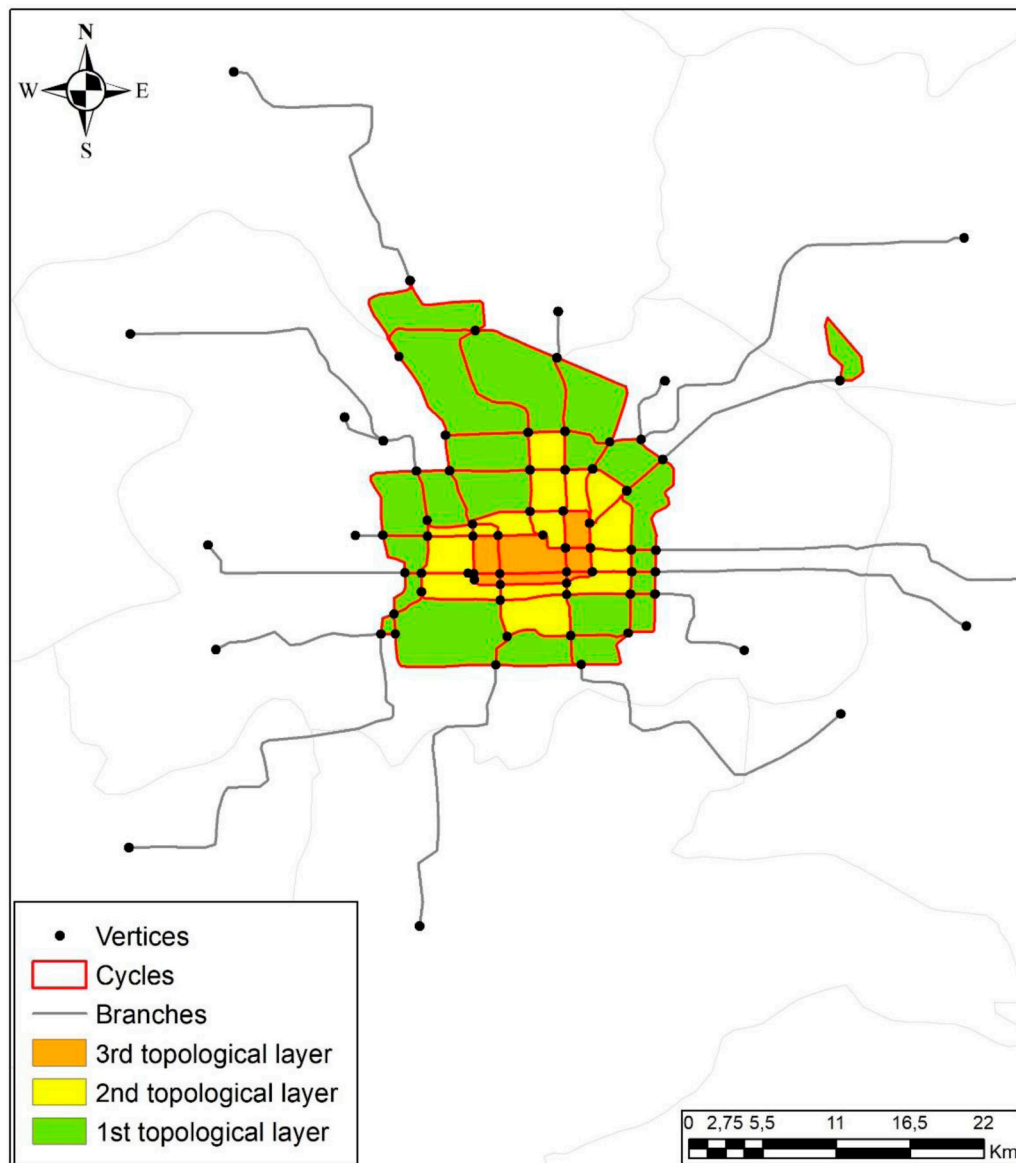 N
W E
S
Vertices
Cycles
Branches
3rd topological layer
2nd topological layer
1st topological layer
0 2,75 5,5 11 16,5 22
Km